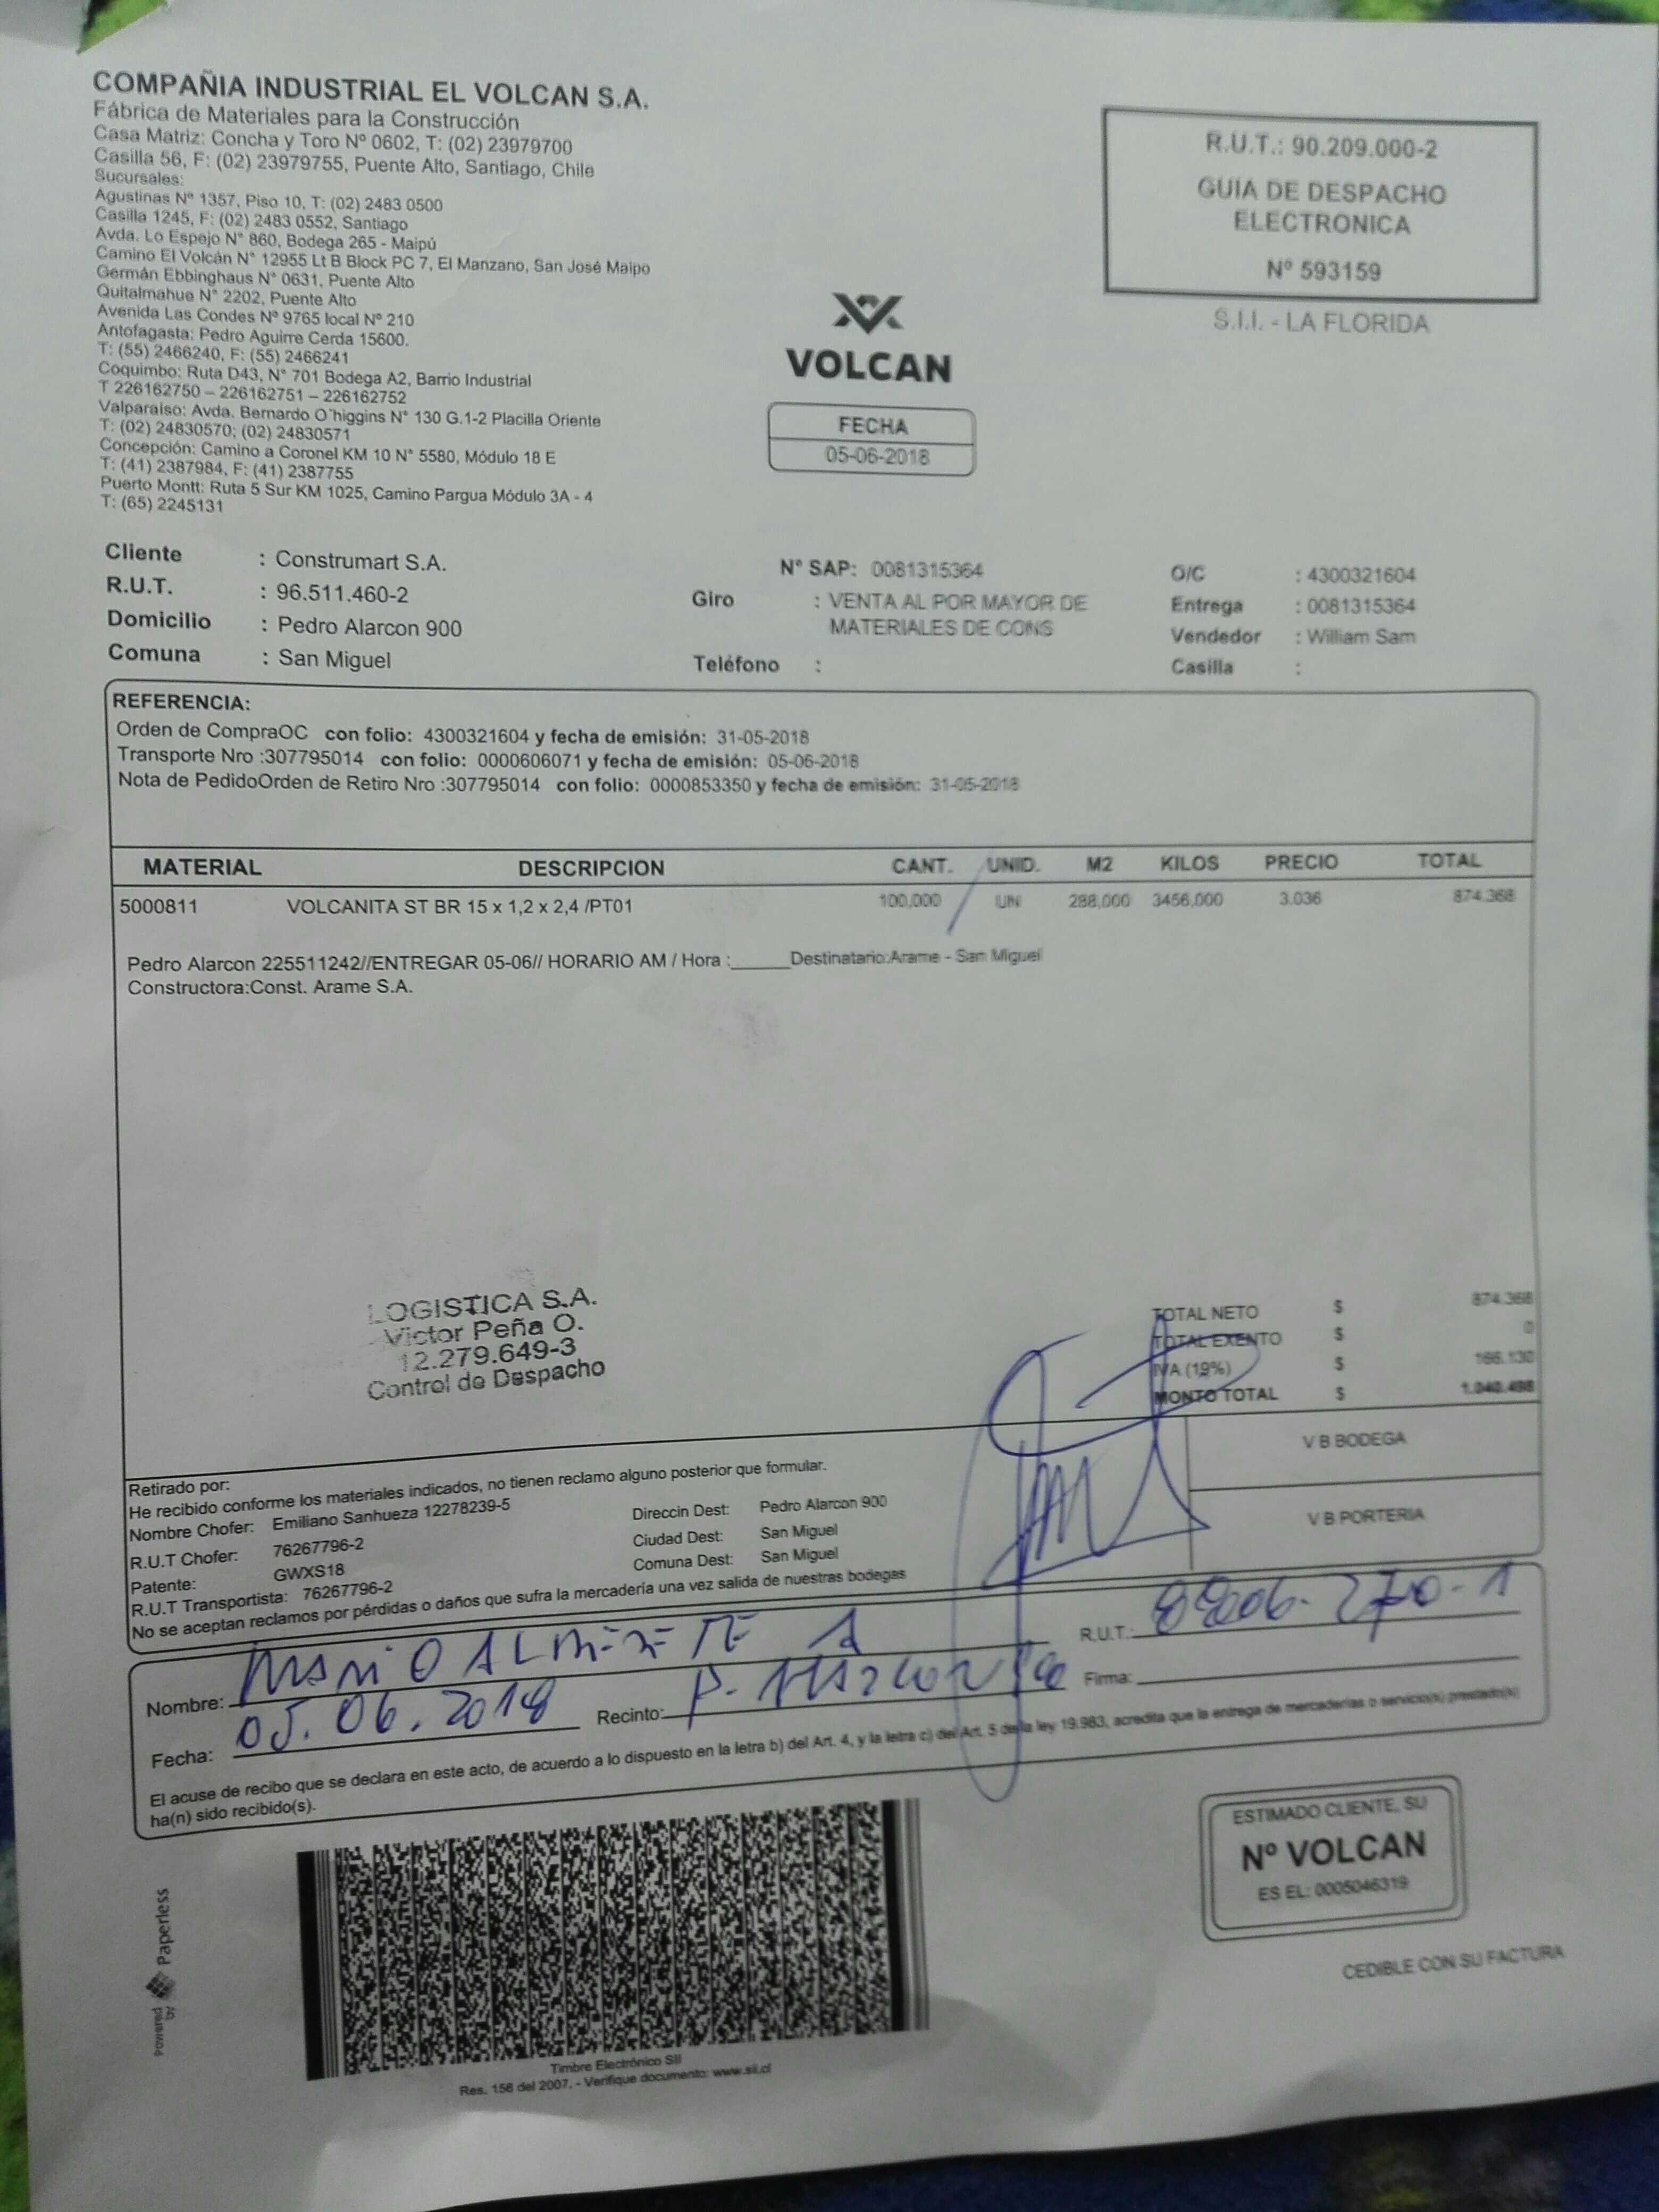 COMPAÑIA INDUSTRIAL EL VOLCAN S.A.
Fábrica de Materiales para la Construcción
Casa Matriz: Concha y Toro Nº 0602, T: (02) 23979700
Casilla 56, F: (02) 23979755, Puente Alto, Santiago, Chile
Sucursales:
Agustinas Nº 1357, Piso 10, T: (02) 2483 0500
Casilla 1245, F: (02) 2483 0552, Santiago
Avda. Lo Espejo N° 860, Bodega 265 - Maipú
Camino El Volcán N° 12955 Lt B Block PC 7, El Manzano, San José Maipo
Germán Ebbinghaus N° 0631, Puente Alto
Quitalmahue N° 2202, Puente Alto
Avenida Las Condes Nº 9765 local Nº 210
Antofagasta: Pedro Aguirre Cerda 15600.
T: (55) 2466240, F: (55) 2466241
Coquimbo: Ruta D43, N° 701 Bodega A2, Barrio Industrial
T 226162750 – 226162751 – 226162752
Valparaíso: Avda. Bernardo O´higgins N° 130 G.1-2 Placilla Oriente
T: (02) 24830570; (02) 24830571
Concepción: Camino a Coronel KM 10 N° 5580, Módulo 18 E
T: (41) 2387984, F: (41) 2387755
Puerto Montt: Ruta 5 Sur KM 1025, Camino Pargua Módulo 3A - 4
T: (65) 2245131
R.U.T.: 90.209.000-2
GUIA DE DESPACHO
ELECTRONICA
Nº 593159
S.I.I. - LA FLORIDA
VOLCAN
FECHA
05-06-2018
Cliente : Construmart S.A.
R.U.T. : 96.511.460-2
Domicilio : Pedro Alarcon 900
Comuna : San Miguel
N° SAP: 0081315364
Giro : VENTA AL POR MAYOR DE
MATERIALES DE CONS
Teléfono :
O/C : 4300321604
Entrega : 0081315364
Vendedor : William Sam
Casilla :
REFERENCIA:
Orden de CompraOC con folio: 4300321604 y fecha de emisión: 31-05-2018
Transporte Nro :307795014 con folio: 0000606071 y fecha de emisión: 05-06-2018
Nota de PedidoOrden de Retiro Nro :307795014 con folio: 0000853350 y fecha de emisión: 31-05-2018
MATERIAL DESCRIPCION CANT. UNID. M2 KILOS PRECIO TOTAL
5000811 VOLCANITA ST BR 15 x 1,2 x 2,4 /PT01 100,000 UN 288,000 3456,000 3.036 874.368
Pedro Alarcon 225511242//ENTREGAR 05-06// HORARIO AM / Hora :______Destinatario:Arame - San Miguel
Constructora:Const. Arame S.A.
LOGISTICA S.A.
Victor Peña O.
12.279.649-3
Control de Despacho
TOTAL NETO $ 874.368
TOTAL EXENTO $ 0
IVA (19%) $ 166.130
MONTO TOTAL $ 1.040.498
V B BODEGA
V B PORTERIA
Retirado por:
He recibido conforme los materiales indicados, no tienen reclamo alguno posterior que formular.
Nombre Chofer: Emiliano Sanhueza 12278239-5
R.U.T Chofer: 76267796-2
Patente: GWXS18
R.U.T Transportista: 76267796-2
Direccin Dest: Pedro Alarcon 900
Ciudad Dest: San Miguel
Comuna Dest: San Miguel
No se aceptan reclamos por pérdidas o daños que sufra la mercadería una vez salida de nuestras bodegas
Nombre: R.U.T.:
Fecha: 05.06.2018 Recinto: Firma:
El acuse de recibo que se declara en este acto, de acuerdo a lo dispuesto en la letra b) del Art. 4, y la letra c) del Art. 5 de la ley 19.983, acredita que la entrega de mercaderías o servicio(s) prestado(s)
ha(n) sido recibido(s).
Powered by Paperless
Timbre Electrónico SII
Res. 156 del 2007. - Verifique documento: www.sii.cl
ESTIMADO CLIENTE, SU
Nº VOLCAN
ES EL: 0005046319
CEDIBLE CON SU FACTURA